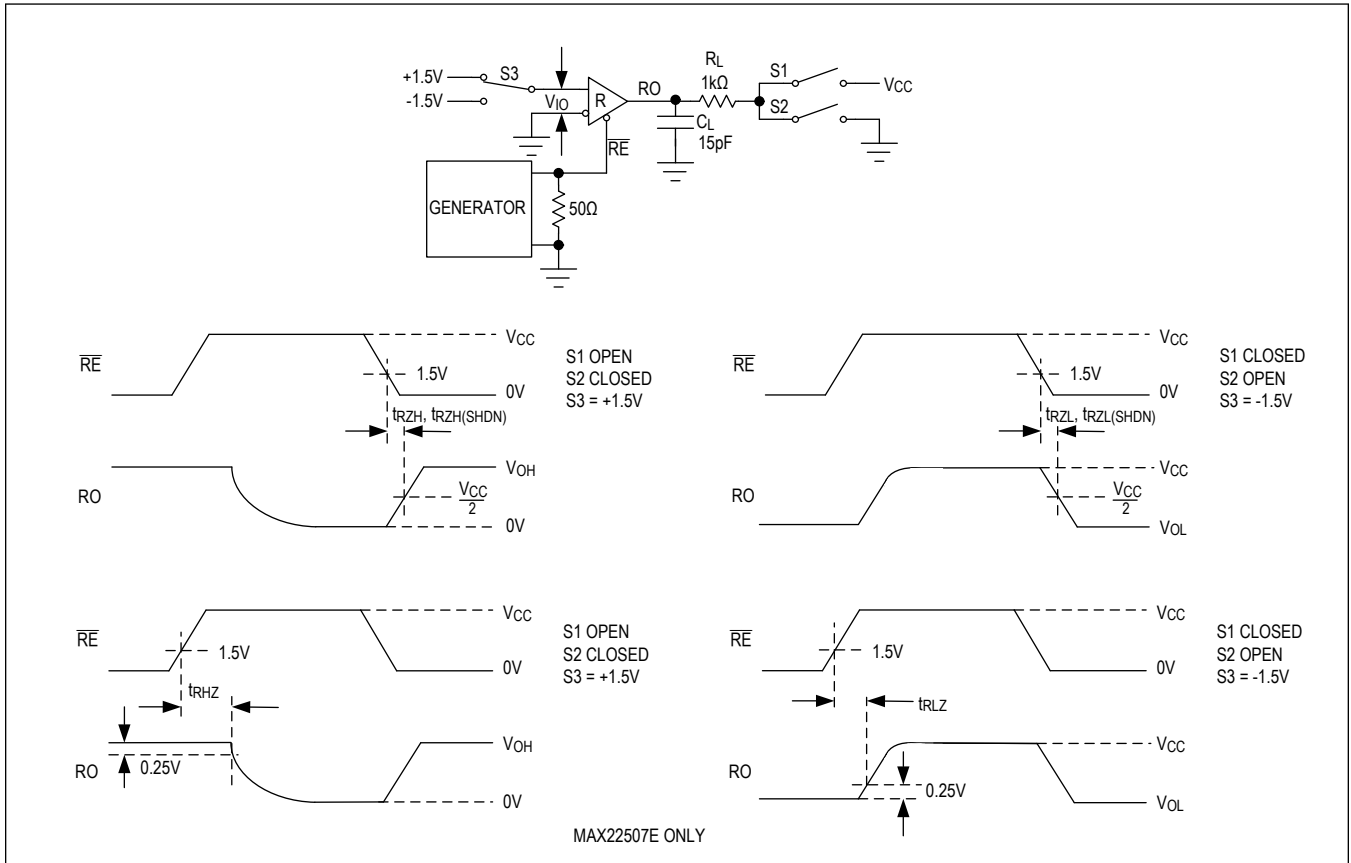 +1.5V
-1.5V
S3
VIO
R
RE
RO
RL
1kΩ
CL
15pF
S1
S2
VCC
GENERATOR
50Ω
RE
VCC
1.5V
0V
S1 OPEN
S2 CLOSED
S3 = +1.5V
tRZH, tRZH(SHDN)
RO
VOH
VCC
2
0V
RE
VCC
1.5V
0V
S1 CLOSED
S2 OPEN
S3 = -1.5V
tRZL, tRZL(SHDN)
RO
VCC
VCC
2
VOL
RE
VCC
1.5V
0V
S1 OPEN
S2 CLOSED
S3 = +1.5V
tRHZ
RO
0.25V
VOH
0V
RE
VCC
1.5V
0V
S1 CLOSED
S2 OPEN
S3 = -1.5V
tRLZ
RO
VCC
0.25V
VOL
MAX22507E ONLY